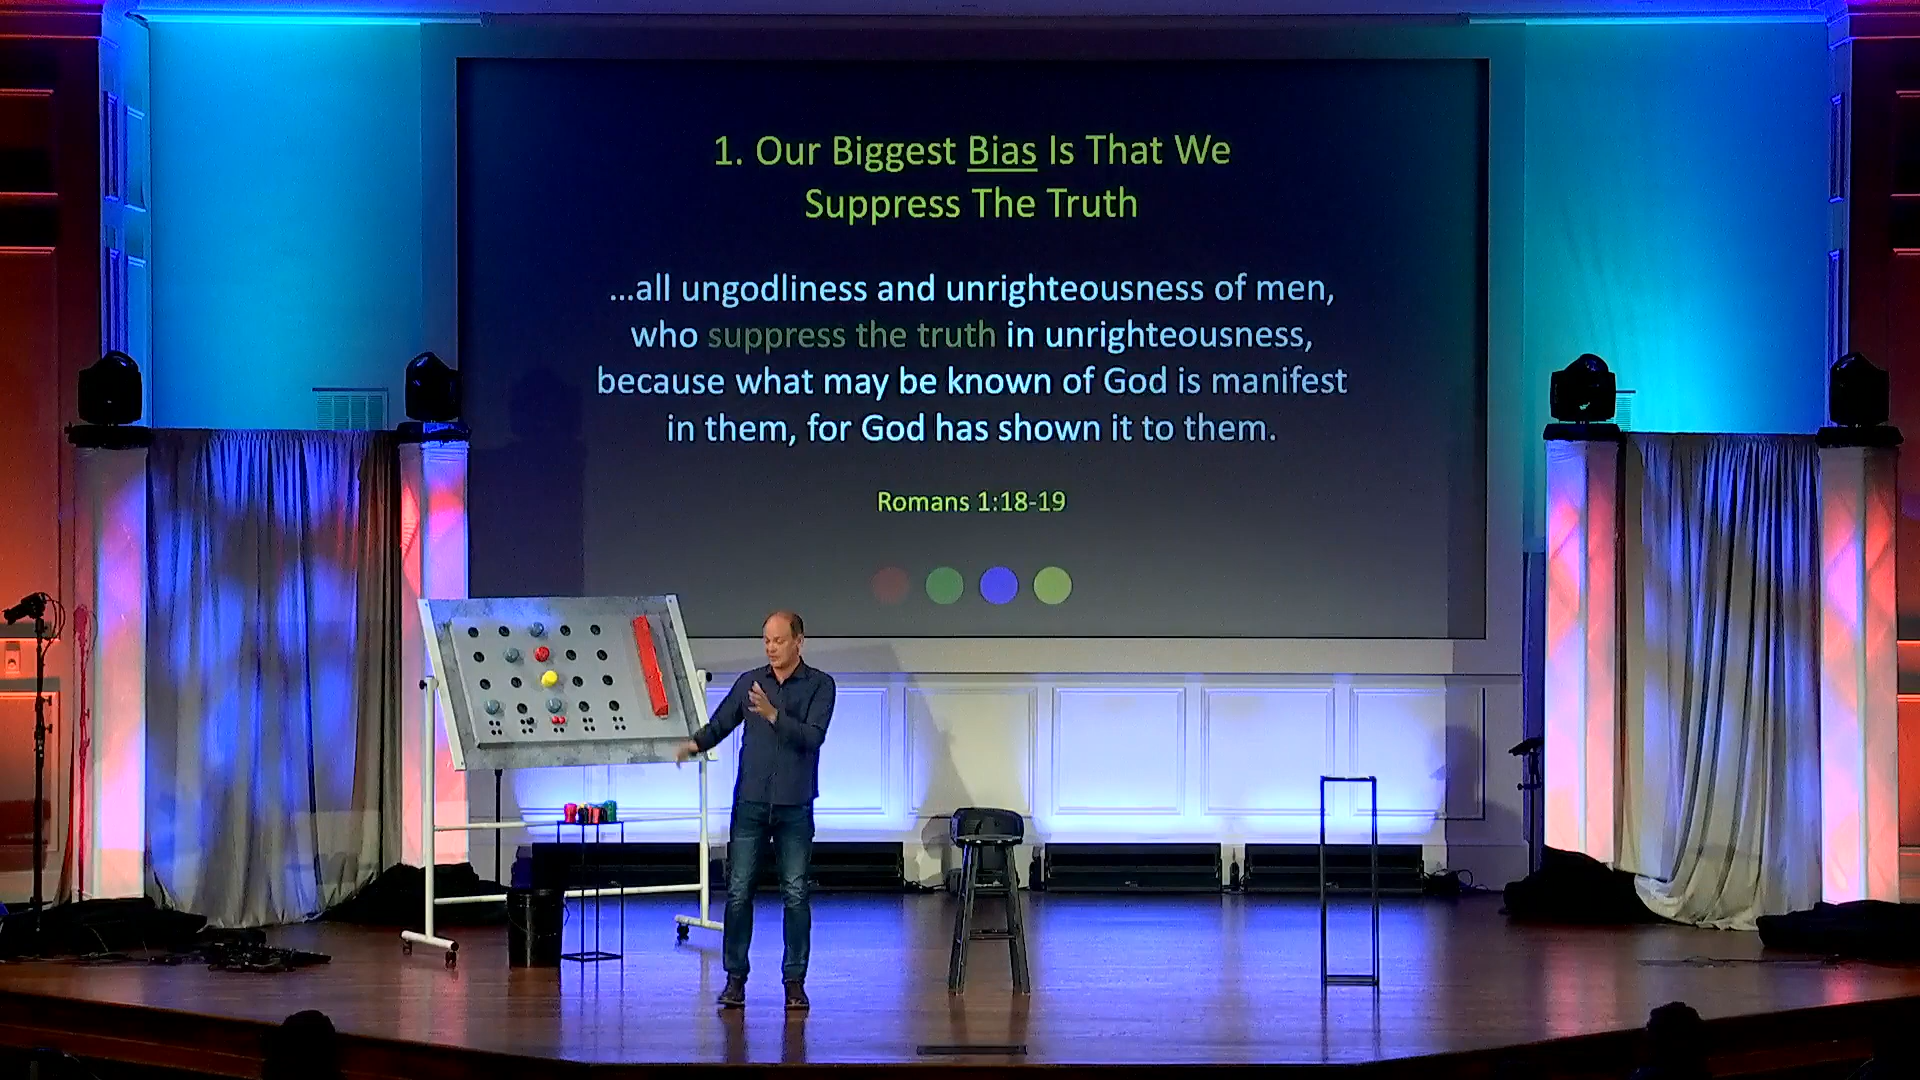 1. Our Biggest Bias Is That We
Suppress The Truth
...all ungodliness and unrighteousness of men,
who suppress the truth in unrighteousness,
because what may be known of God is manifest
in them, for God has shown it to them.
Romans 1:18-19